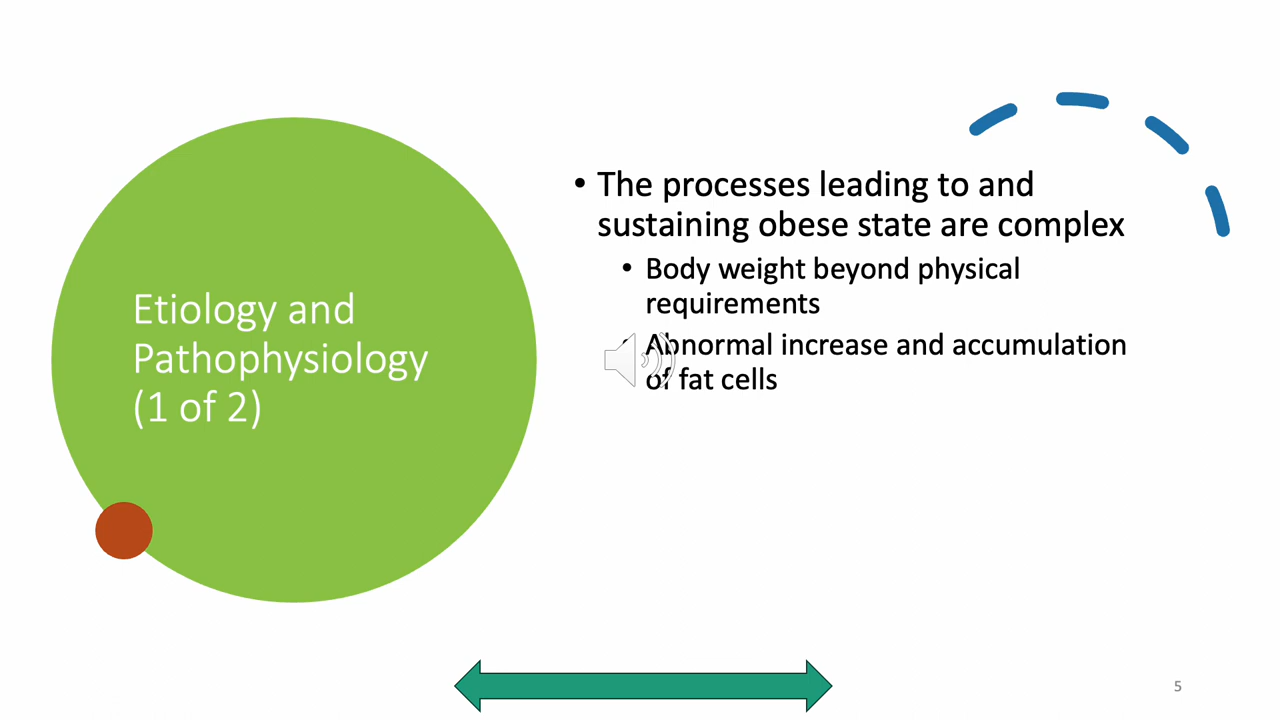 Etiology and
Pathophysiology
(1 of 2)
• The processes leading to and
sustaining obese state are complex
• Body weight beyond physical
requirements
• Abnormal increase and accumulation
of fat cells
5